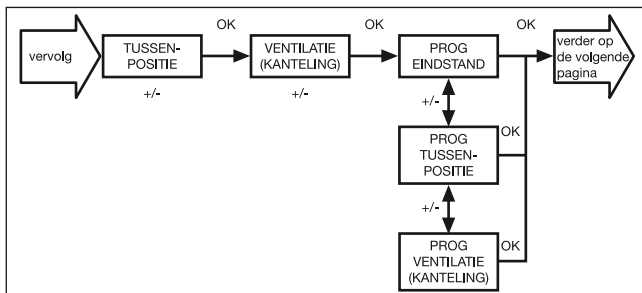 OK
OK
OK
vervolg
TUSSEN-
POSITIE
VENTILATIE
(KANTELING)
PROG
EINDSTAND
verder op
de volgende
pagina
+/-
+/-
+/-
PROG
TUSSEN-
POSITIE
OK
+/-
PROG
VENTILATIE
(KANTELING)
OK